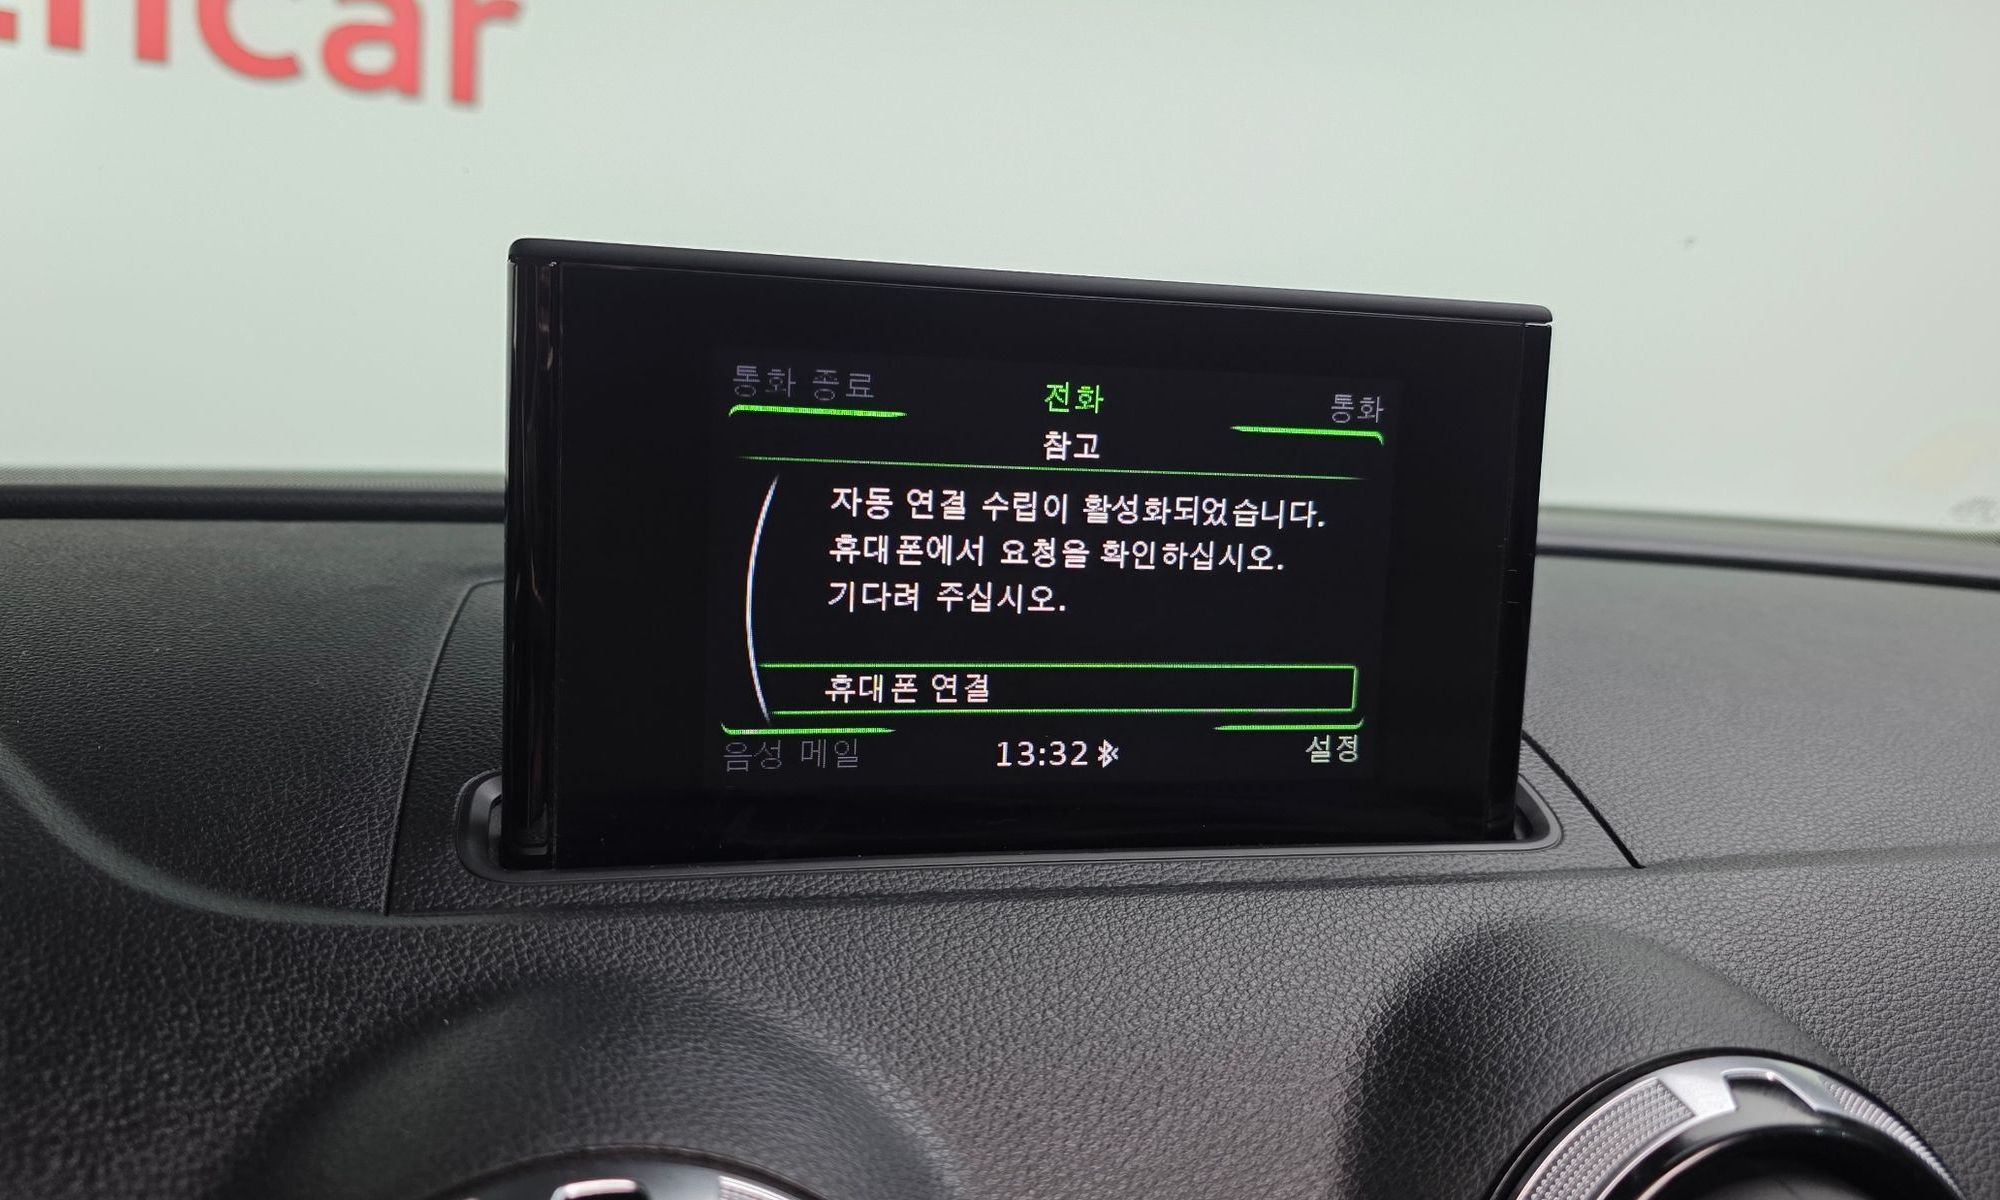 encar
통화 종료
전화
통화
참고
자동 연결 수립이 활성화되었습니다.
휴대폰에서 요청을 확인하십시오.
기다려 주십시오.
휴대폰 연결
음성 메일
13:32
설정